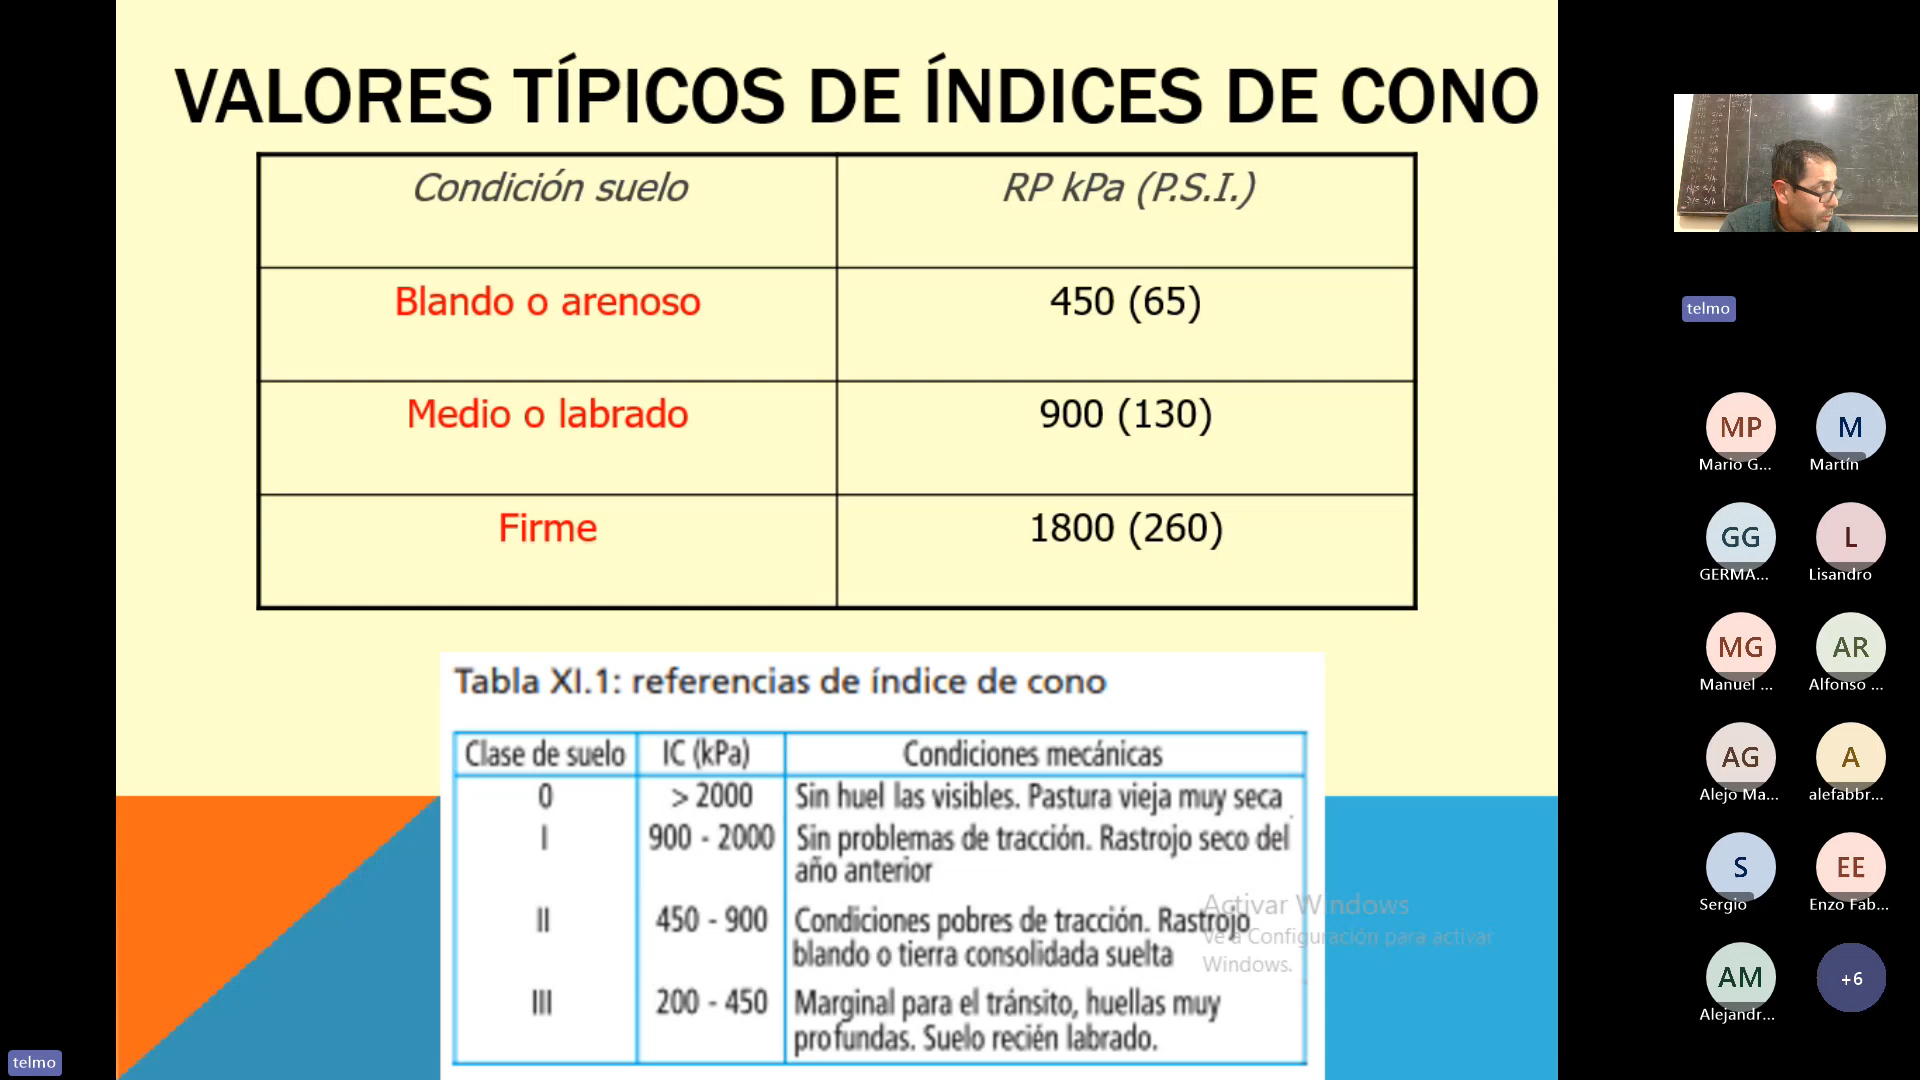 VALORES TÍPICOS DE ÍNDICES DE CONO
Condición suelo
RP kPa (P.S.I.)
Blando o arenoso
450 (65)
Medio o labrado
900 (130)
Firme
1800 (260)
Tabla XI.1: referencias de índice de cono
Clase de suelo
IC (kPa)
Condiciones mecánicas
0
> 2000
Sin huel las visibles. Pastura vieja muy seca
I
900 - 2000
Sin problemas de tracción. Rastrojo seco del
año anterior
II
450 - 900
Condiciones pobres de tracción. Rastrojo
blando o tierra consolidada suelta
III
200 - 450
Marginal para el tránsito, huellas muy
profundas. Suelo recién labrado.
Activar Windows
Ve a Configuración para activar
Windows.
telmo
telmo
MP
Mario G...
M
Martín
GG
GERMA...
L
Lisandro
MG
Manuel ...
AR
Alfonso ...
AG
Alejo Ma...
A
alefabbr...
S
Sergio
EE
Enzo Fab...
AM
Alejandr...
+6